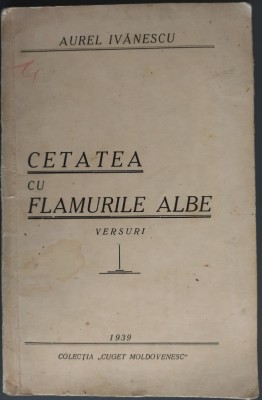 AUREL IVĂNESCU
CETATEA
CU
FLAMURILE ALBE
VERSURI
1939
COLECȚIA „CUGET MOLDOVENESC"